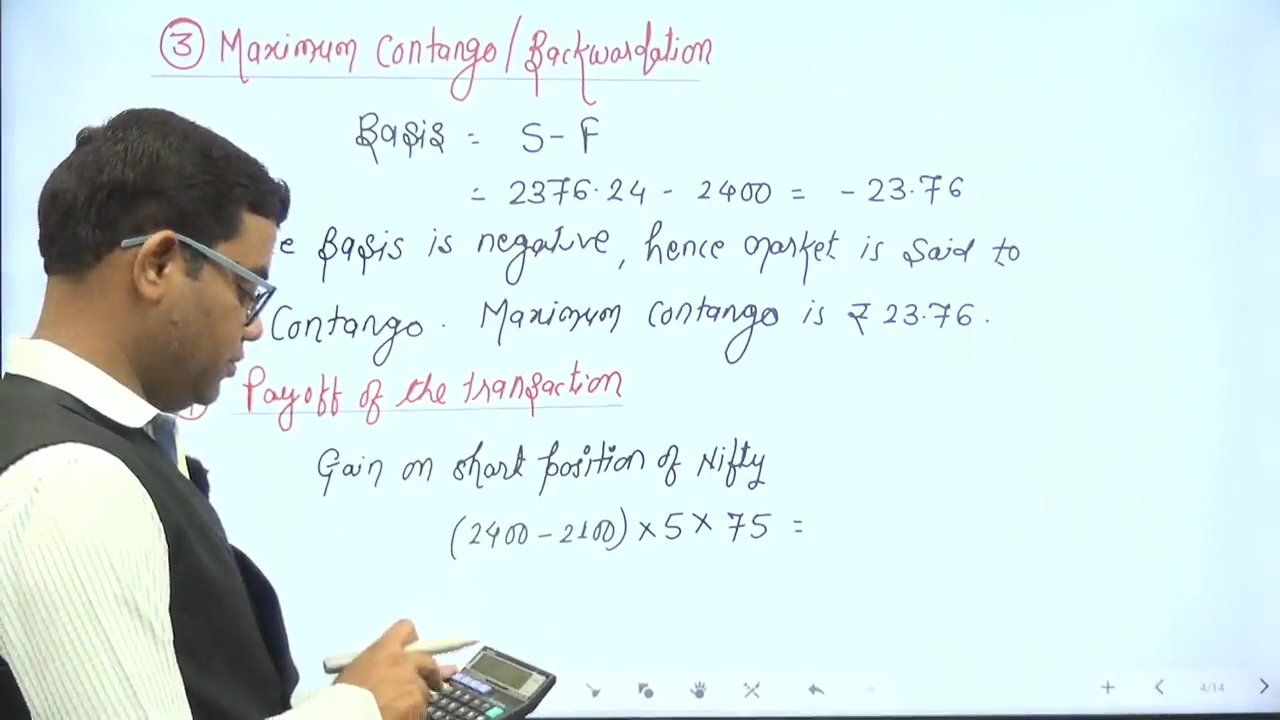 3 Maximum Contango/Backwardation
Basis = S-F
= 2376.24 - 2400 = - 23.76
e Basis is negative, hence market is said to
Contango. Maximum contango is ₹ 23.76.
Payoff of the transaction
Gain on short position of Nifty
(2400 - 2100) × 5 × 75 =
4/14